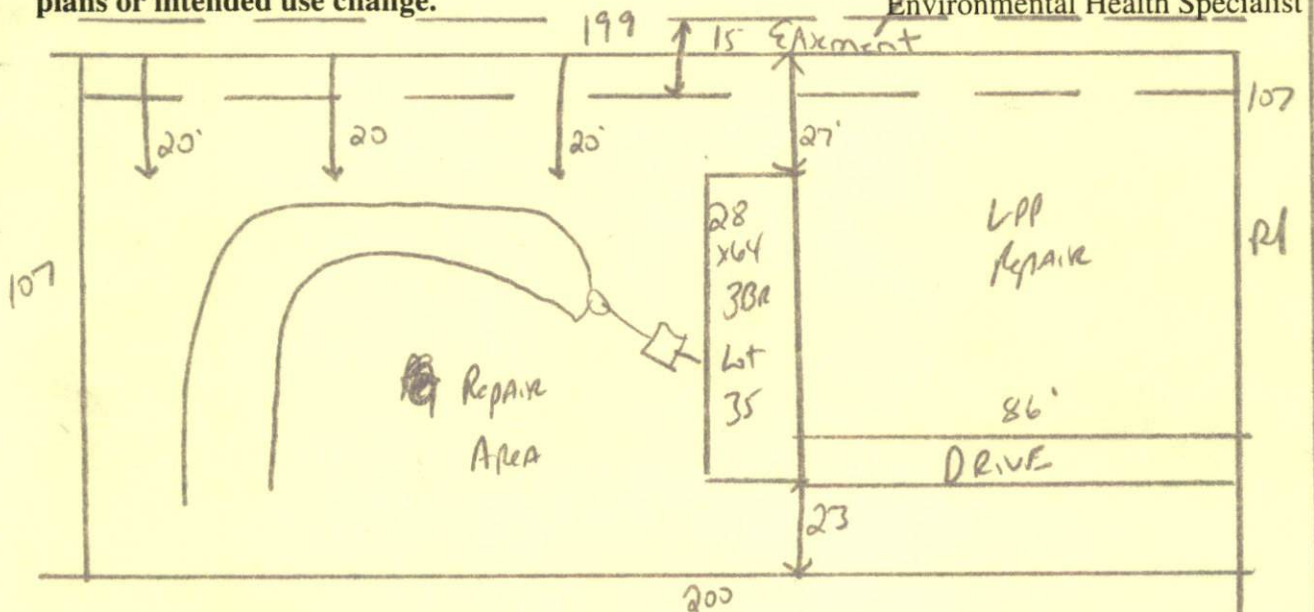 plans or intended use change.
Environmental Health Specialist
199
15 EAxment
107
20'
20
20'
27'
28
x64
3BR
Lot
35
LPP
Repair
107
Repair
Area
86'
DRIVE
23
200